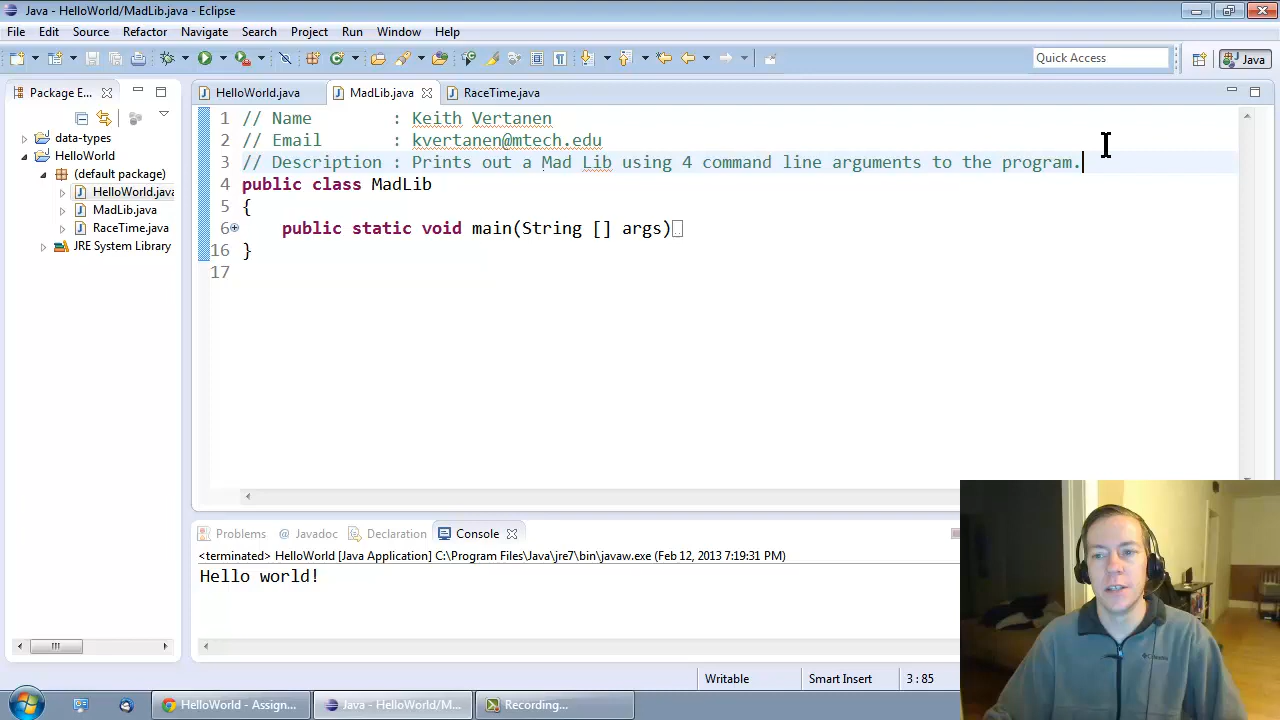 Java - HelloWorld/MadLib.java - Eclipse
File Edit Source Refactor Navigate Search Project Run Window Help
Quick Access Java
Package E...
HelloWorld.java MadLib.java RaceTime.java
data-types
HelloWorld
(default package)
HelloWorld.java
MadLib.java
RaceTime.java
JRE System Library
1 // Name : Keith Vertanen
2 // Email : kvertanen@mtech.edu
3 // Description : Prints out a Mad Lib using 4 command line arguments to the program.
4 public class MadLib
5 {
6 public static void main(String [] args)
16 }
17
Problems @ Javadoc Declaration Console
<terminated> HelloWorld [Java Application] C:\Program Files\Java\jre7\bin\javaw.exe (Feb 12, 2013 7:19:31 PM)
Hello world!
Writable Smart Insert 3 : 85
HelloWorld - Assign... Java - HelloWorld/M... Recording...